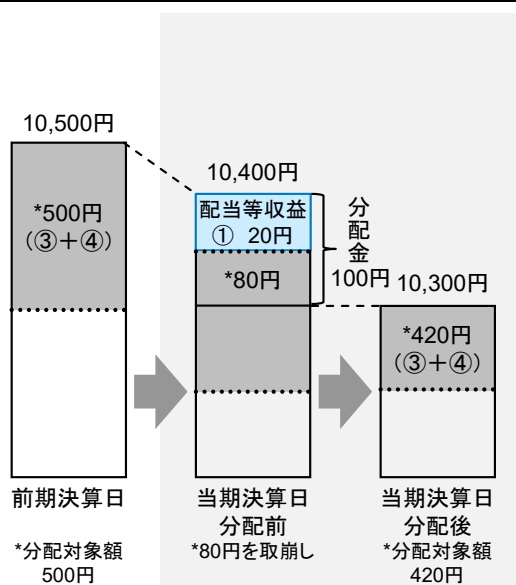 10,500円
*500円
(③+④)
前期決算日
*分配対象額
500円
10,400円
配当等収益
① 20円
*80円
分配金
100円
当期決算日
分配前
*80円を取崩し
10,300円
*420円
(③+④)
当期決算日
分配後
*分配対象額
420円